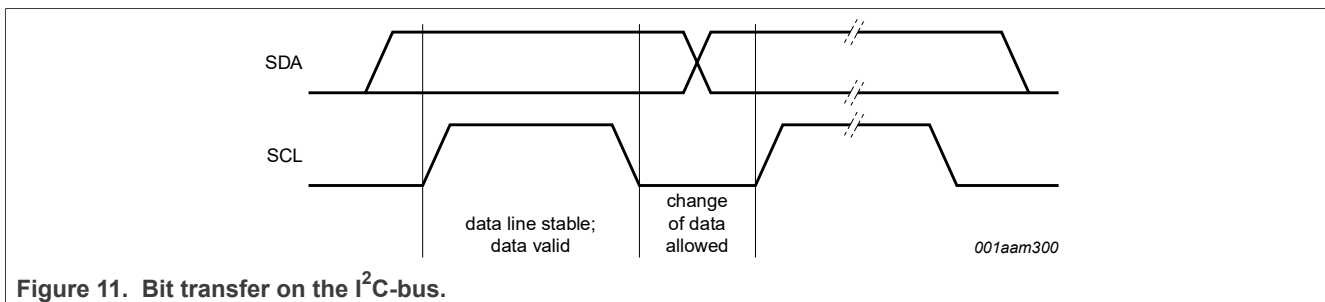 SDA
SCL
data line stable;
data valid
change
of data
allowed
001aam300
Figure 11. Bit transfer on the I²C-bus.